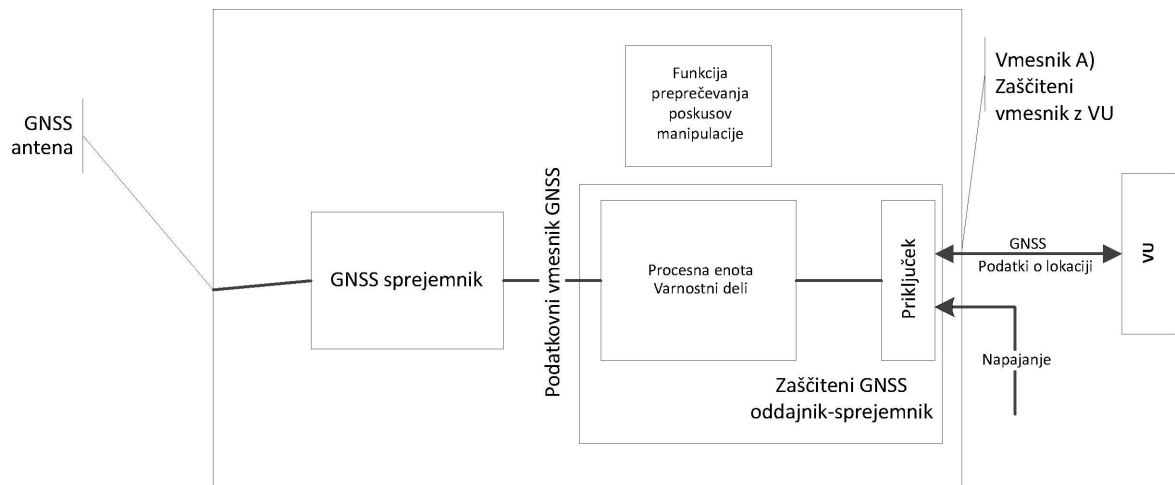 GNSS
antena
Funkcija
preprečevanja
poskusov
manipulacije
Vmesnik A)
Zaščiteni
vmesnik z VU
GNSS sprejemnik
Podatkovni vmesnik GNSS
Procesna enota
Varnostni deli
Priključek
Zaščiteni GNSS
oddajnik-sprejemnik
GNSS
Podatki o lokaciji
VU
Napajanje